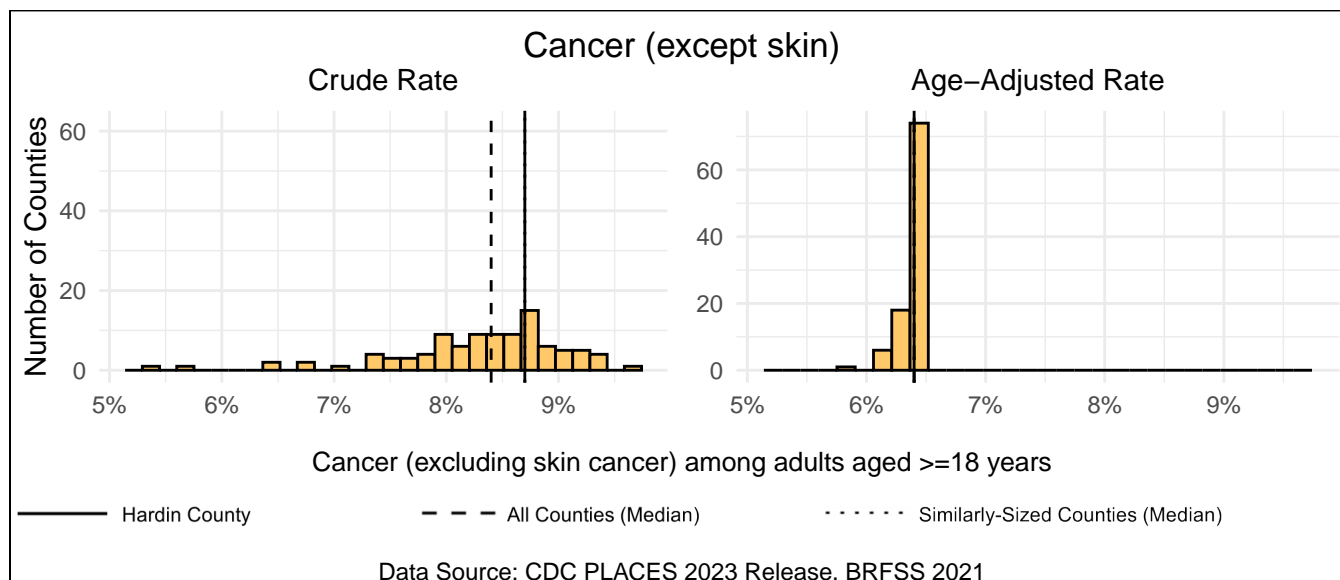 Cancer (except skin)
Crude Rate
Age−Adjusted Rate
Number of Counties
60
40
20
0
5%
6%
7%
8%
9%
60
40
20
0
5%
6%
7%
8%
9%
Cancer (excluding skin cancer) among adults aged >=18 years
Hardin County
All Counties (Median)
Similarly-Sized Counties (Median)
Data Source: CDC PLACES 2023 Release, BRFSS 2021